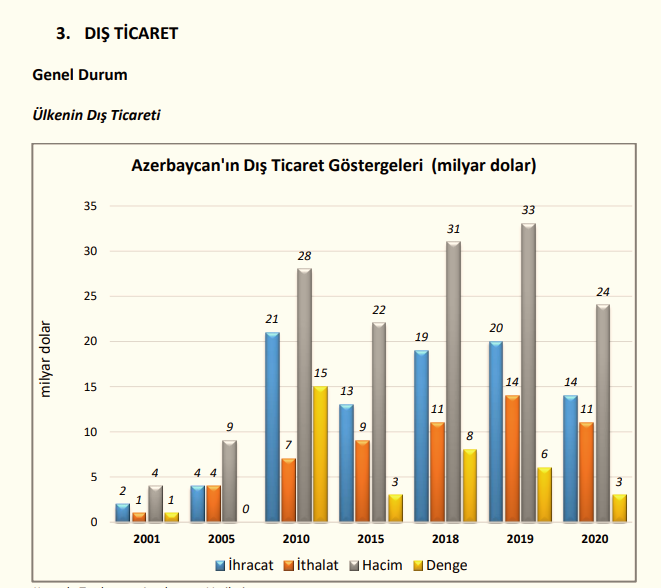 3. DIŞ TİCARET
Genel Durum
Ülkenin Dış Ticareti
Azerbaycan'ın Dış Ticaret Göstergeleri (milyar dolar)
milyar dolar
35
30
25
20
15
10
5
0
2 1 4 1
4 4 9 0
21 7 28 15
13 9 22 3
19 11 31 8
20 14 33 6
14 11 24 3
2001 2005 2010 2015 2018 2019 2020
İhracat İthalat Hacim Denge